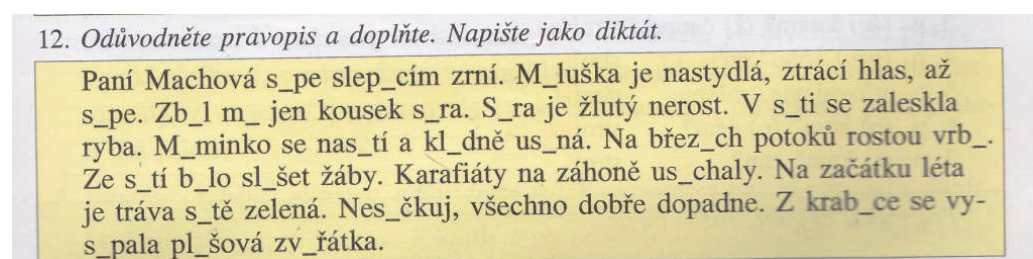 12. Odůvodněte pravopis a doplňte. Napište jako diktát.
Paní Machová s_pe slep_cím zrní. M_luška je nastydlá, ztrácí hlas, až
s_pe. Zb_l m_ jen kousek s_ra. S_ra je žlutý nerost. V s_ti se zaleskla
ryba. M_minko se nas_tí a kl_dně us_ná. Na břez_ch potoků rostou vrb_.
Ze s_tí b_lo sl_šet žáby. Karafiáty na záhoně us_chaly. Na začátku léta
je tráva s_tě zelená. Nes_čkuj, všechno dobře dopadne. Z krab_ce se vy-
s_pala pl_šová zv_řátka.